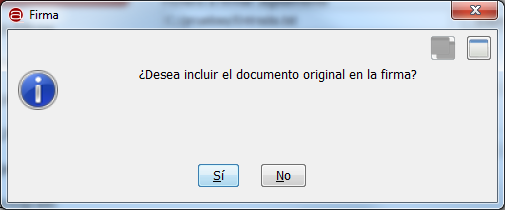 Firma
¿Desea incluir el documento original en la firma?
Sí
No